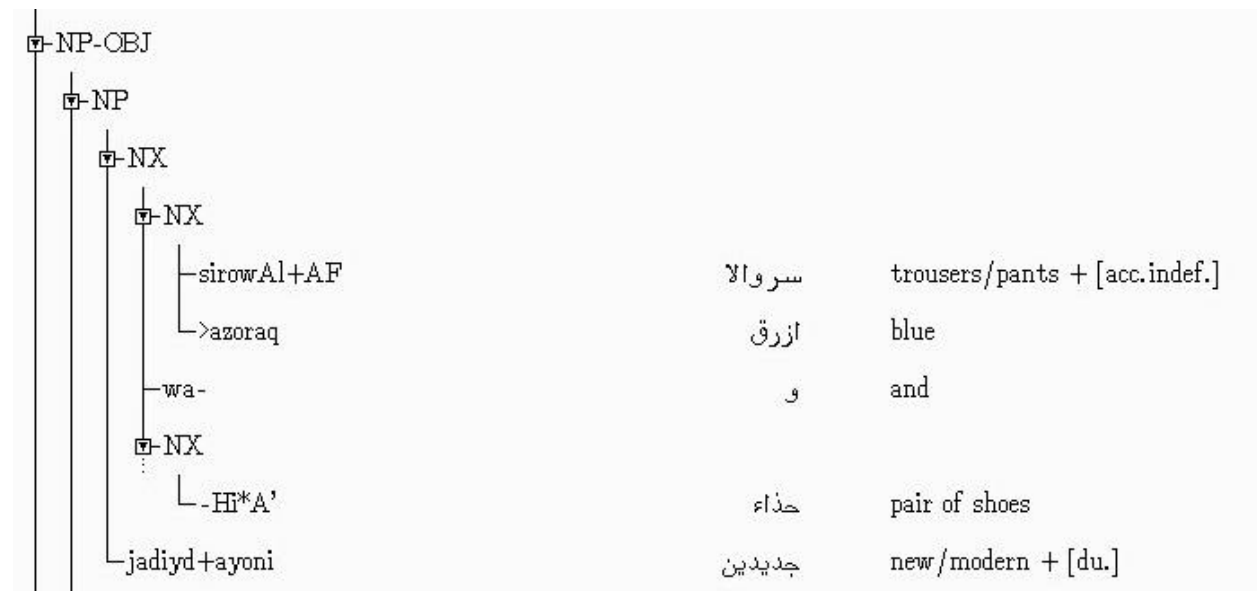 NP-OBJ
NP
NX
NX
sirowAl+AF سروالا trousers/pants + [acc.indef.]
>azoraq ازرق blue
wa- و and
NX
-Hi*A' حذاء pair of shoes
jadiyd+ayoni جديدين new/modern + [du.]